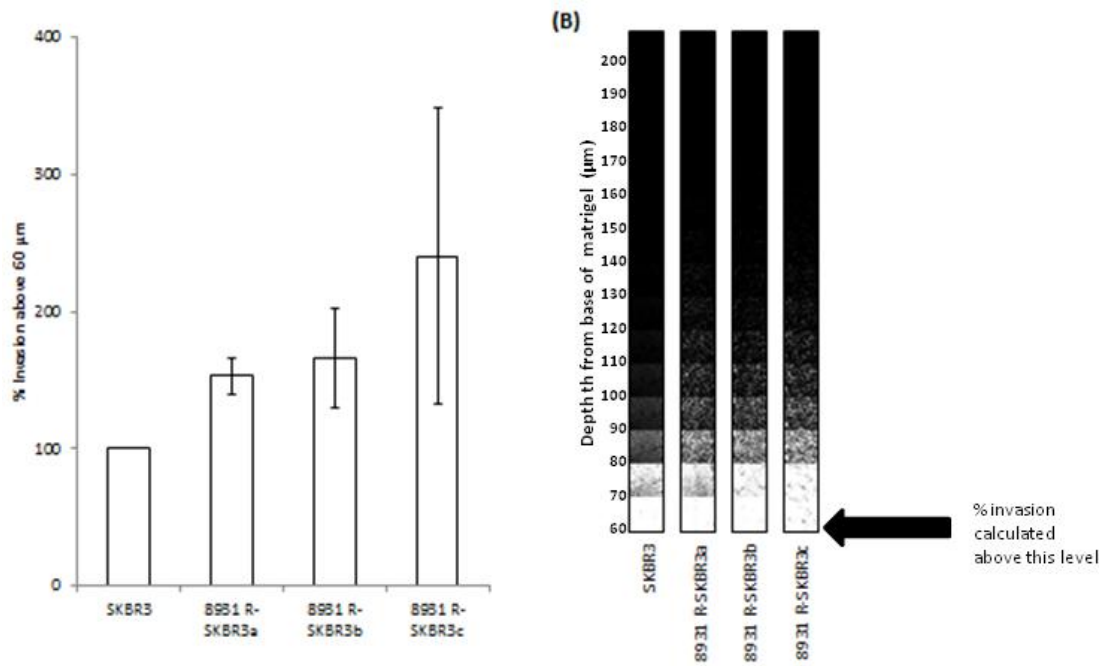 400
300
200
100
0
% Invasion above 60 µm
SKBR3
8931 R-
SKBR3a
8931 R-
SKBR3b
8931 R-
SKBR3c
(B)
Depth th from base of matrigel (µm)
200
190
180
170
160
150
140
130
120
110
100
90
80
70
60
SKBR3
8931 R-SKBR3a
8931 R-SKBR3b
8931 R-SKBR3c
% invasion
calculated
above this level